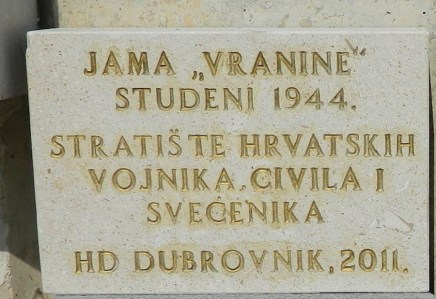 JAMA „VRANINE“
STUDENI 1944.
STRATIŠTE HRVATSKIH
VOJNIKA, CIVILA I
SVEĆENIKA
HD DUBROVNIK, 2011.